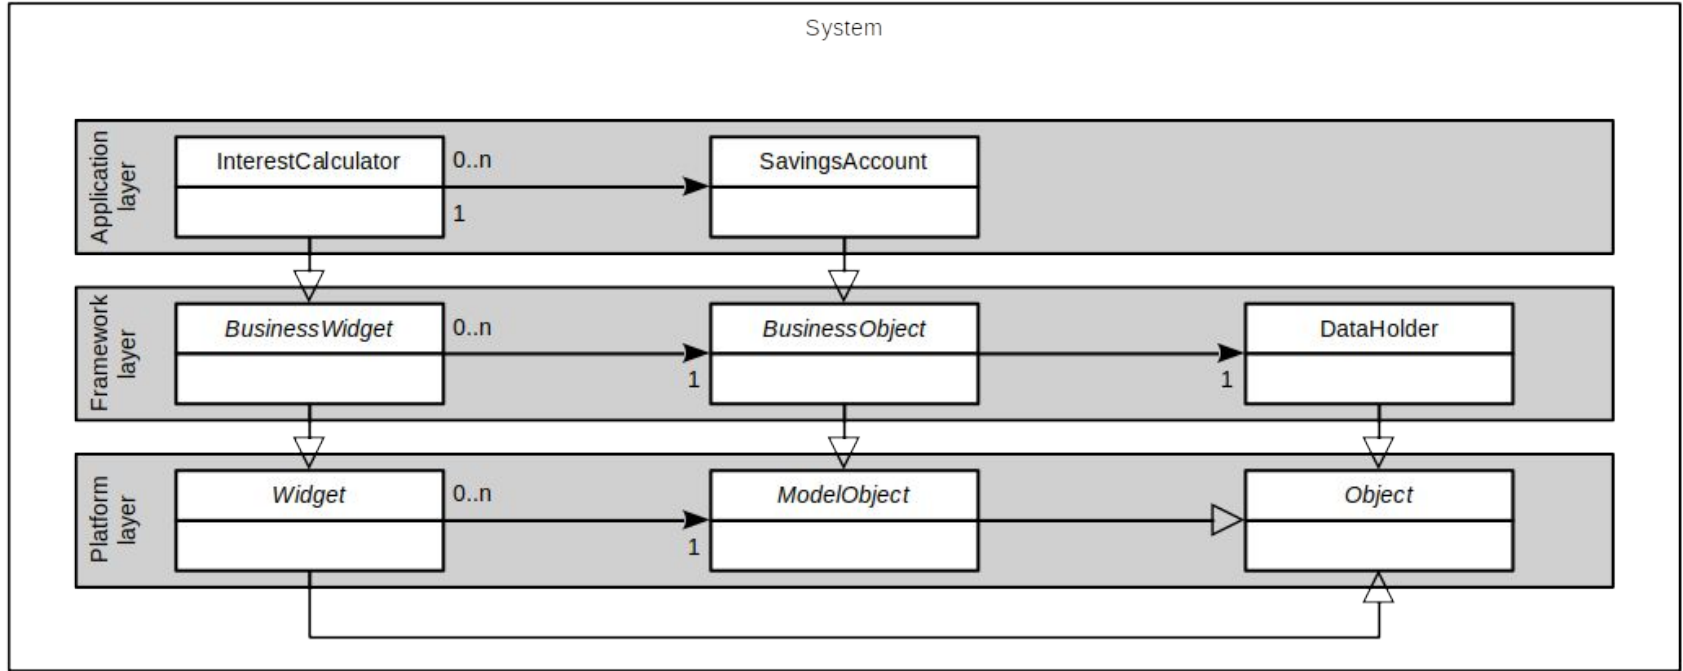 System
Application
layer
InterestCalculator
0..n
1
SavingsAccount
Framework
layer
BusinessWidget
0..n
1
BusinessObject
1
DataHolder
Platform
layer
Widget
0..n
1
ModelObject
Object